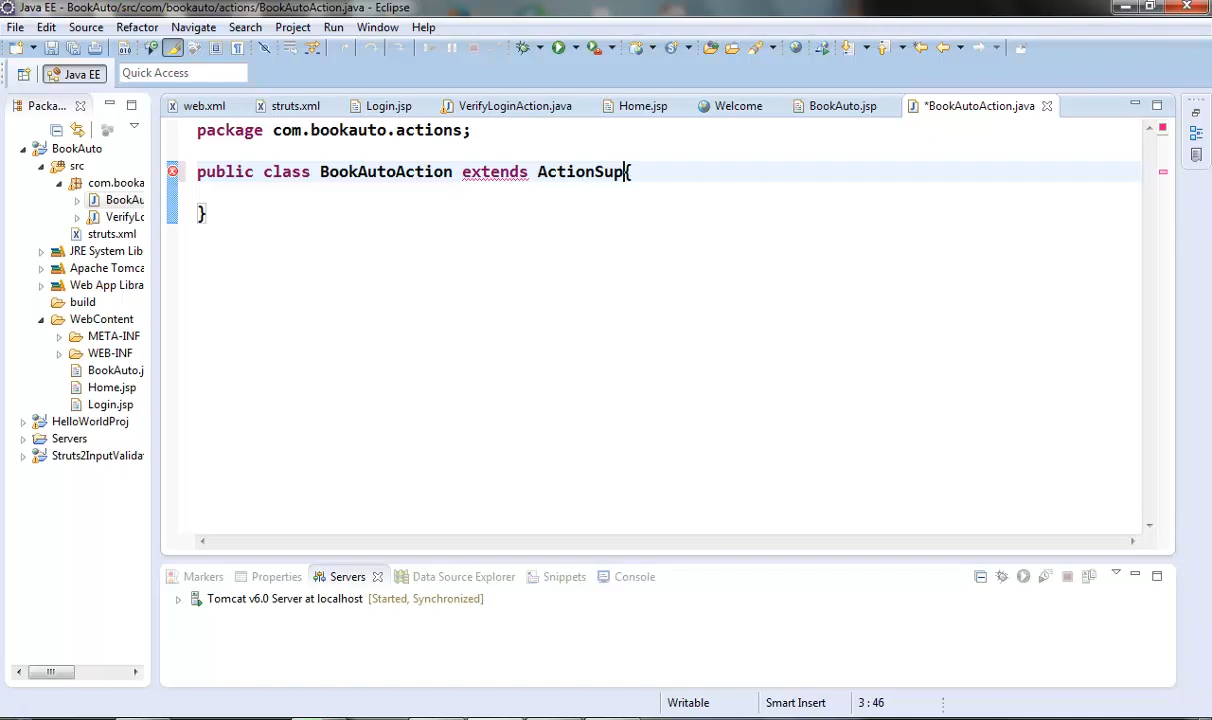 Java EE - BookAuto/src/com/bookauto/actions/BookAutoAction.java - Eclipse
File Edit Source Refactor Navigate Search Project Run Window Help
Java EE Quick Access
Packa...
web.xml struts.xml Login.jsp VerifyLoginAction.java Home.jsp Welcome BookAuto.jsp *BookAutoAction.java
BookAuto
src
com.booka
BookAu
VerifyLo
struts.xml
JRE System Lib
Apache Tomca
Web App Libra
build
WebContent
META-INF
WEB-INF
BookAuto.j
Home.jsp
Login.jsp
HelloWorldProj
Servers
Struts2InputValida
package com.bookauto.actions;
public class BookAutoAction extends ActionSup{
}
Markers Properties Servers Data Source Explorer Snippets Console
Tomcat v6.0 Server at localhost [Started, Synchronized]
Writable Smart Insert 3 : 46